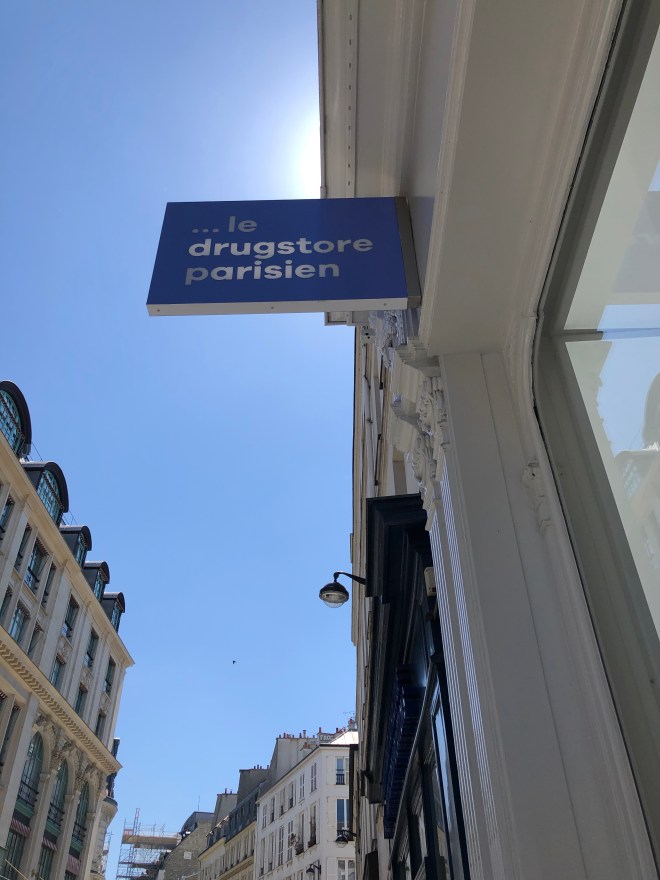 ... le
drugstore
parisien